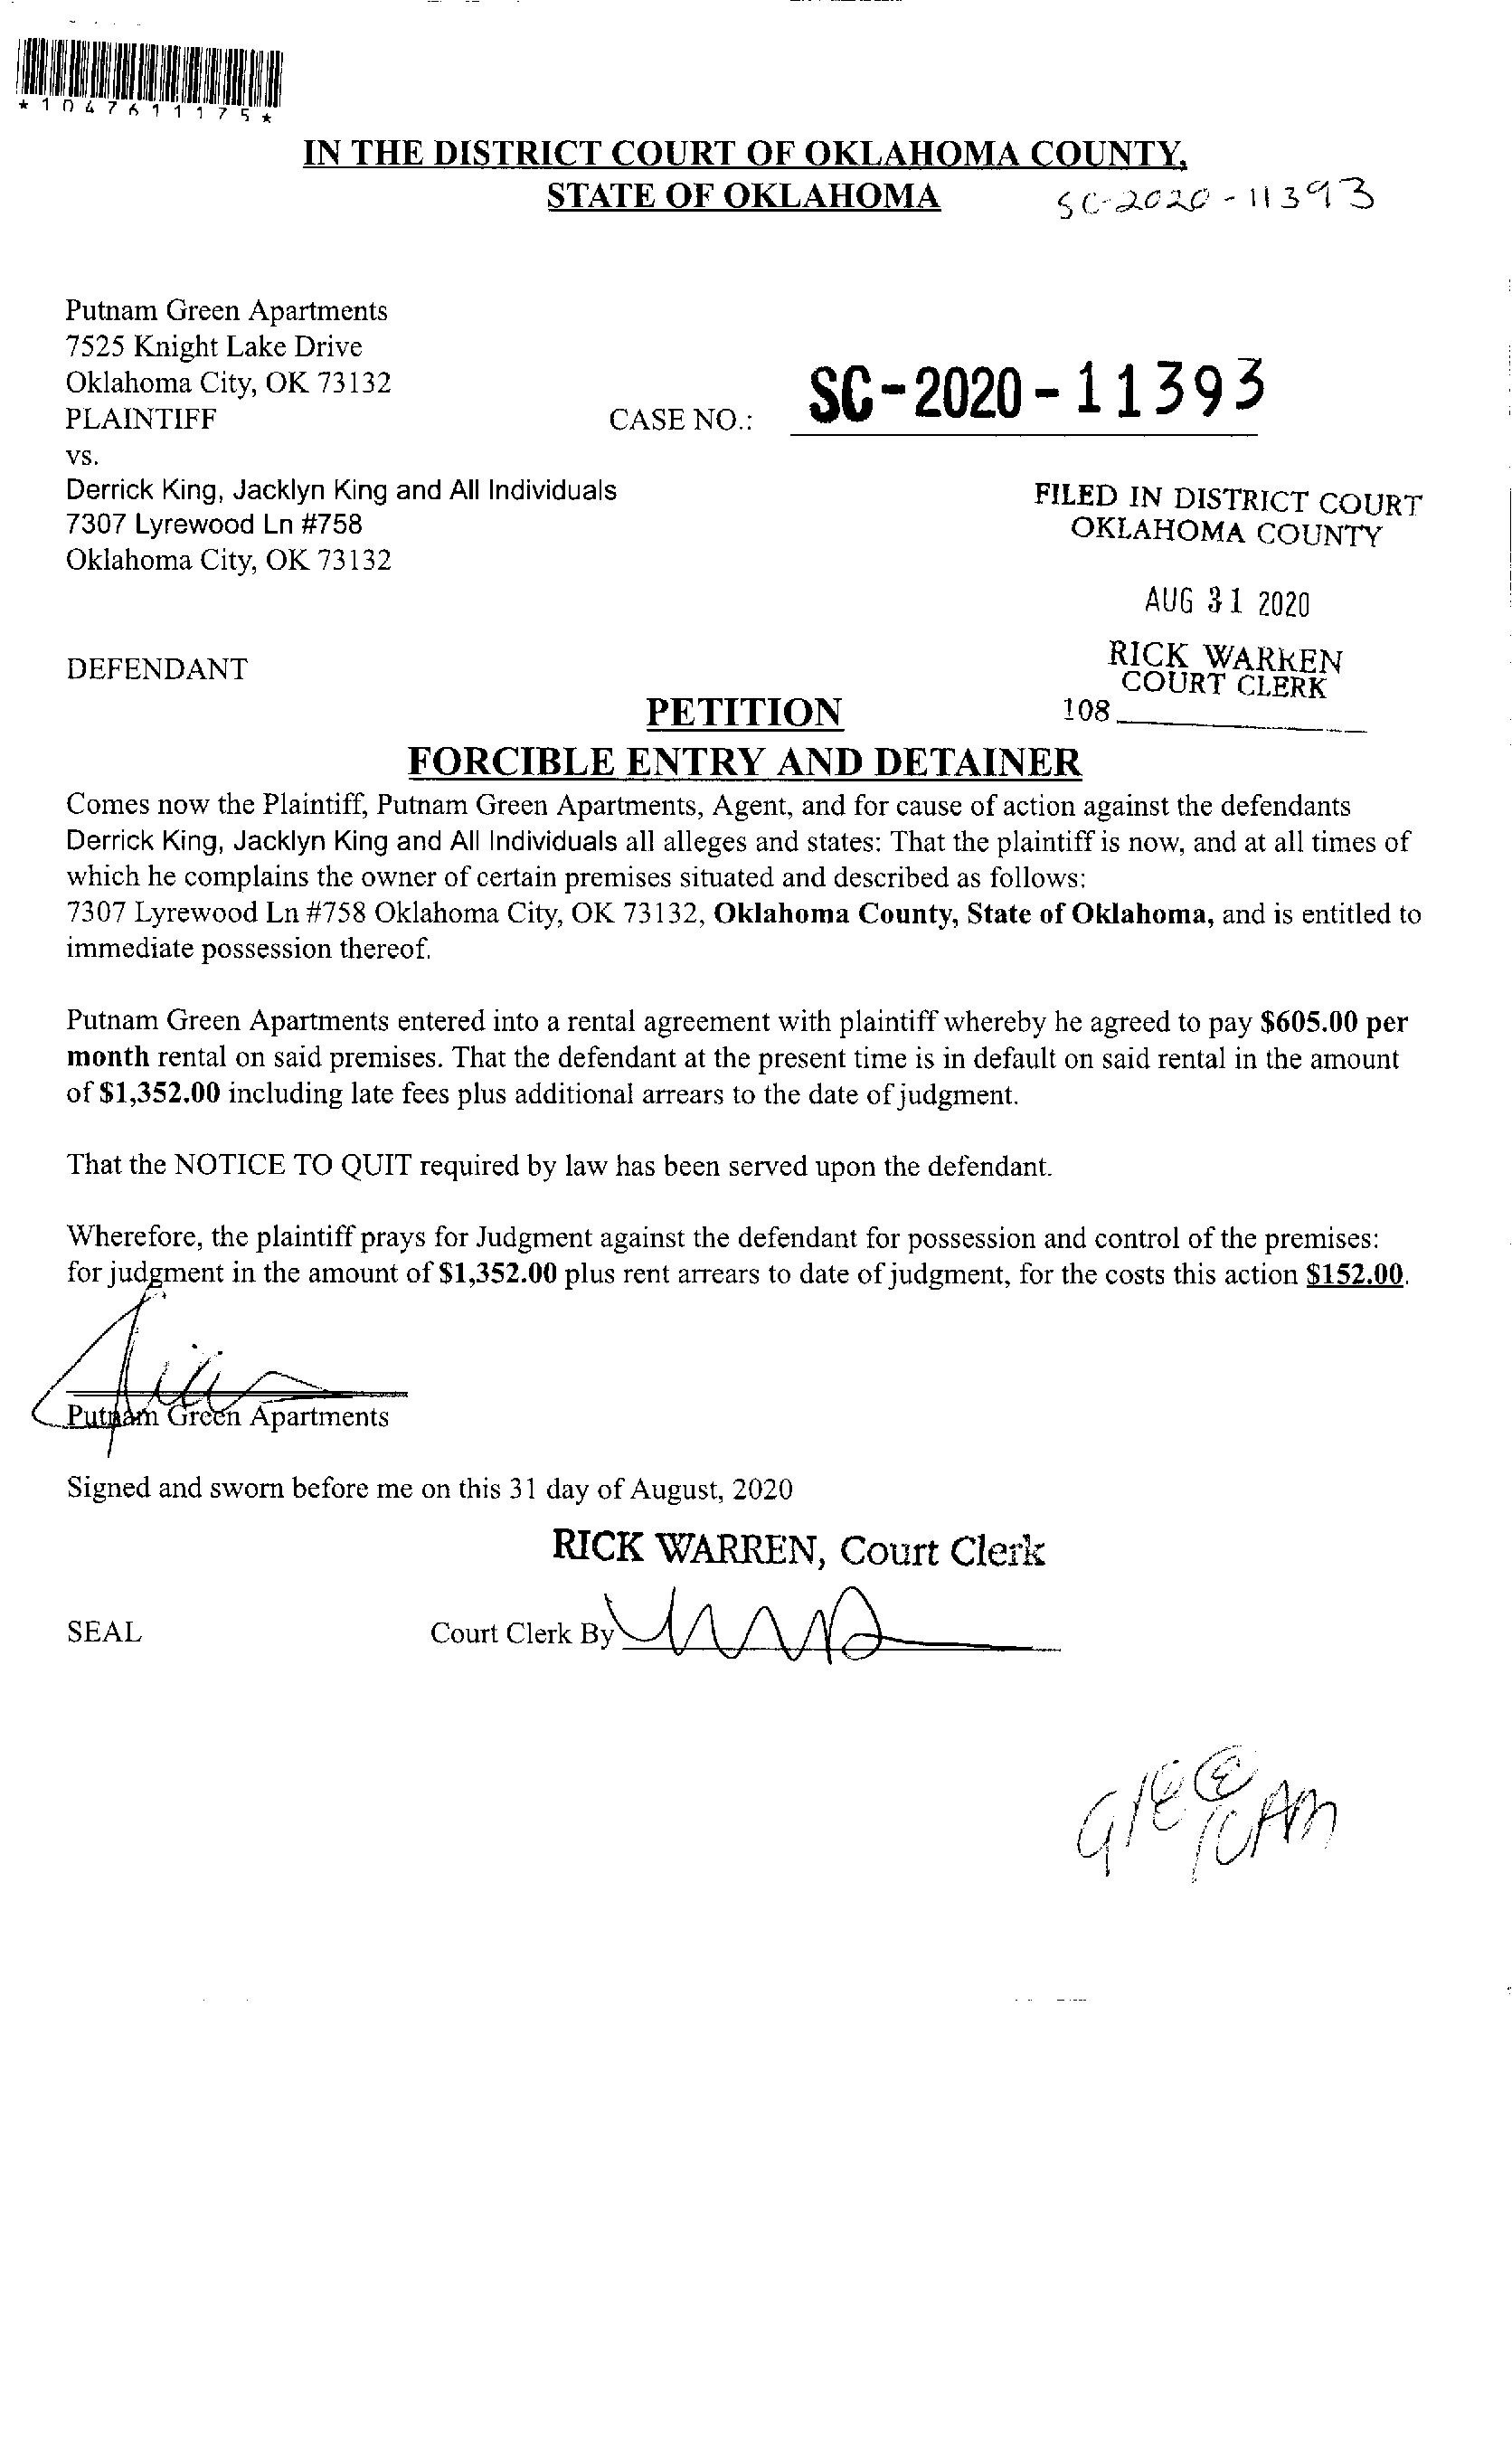 *1047611175*
IN THE DISTRICT COURT OF OKLAHOMA COUNTY,
STATE OF OKLAHOMA
SC-2020-11393
Putnam Green Apartments
7525 Knight Lake Drive
Oklahoma City, OK 73132
PLAINTIFF
CASE NO.: SC-2020-11393
vs.
Derrick King, Jacklyn King and All Individuals
7307 Lyrewood Ln #758
Oklahoma City, OK 73132
FILED IN DISTRICT COURT
OKLAHOMA COUNTY
AUG 31 2020
RICK WARREN
COURT CLERK
108
DEFENDANT
PETITION
FORCIBLE ENTRY AND DETAINER
Comes now the Plaintiff, Putnam Green Apartments, Agent, and for cause of action against the defendants
Derrick King, Jacklyn King and All Individuals all alleges and states: That the plaintiff is now, and at all times of
which he complains the owner of certain premises situated and described as follows:
7307 Lyrewood Ln #758 Oklahoma City, OK 73132, Oklahoma County, State of Oklahoma, and is entitled to
immediate possession thereof.
Putnam Green Apartments entered into a rental agreement with plaintiff whereby he agreed to pay $605.00 per
month rental on said premises. That the defendant at the present time is in default on said rental in the amount
of $1,352.00 including late fees plus additional arrears to the date of judgment.
That the NOTICE TO QUIT required by law has been served upon the defendant.
Wherefore, the plaintiff prays for Judgment against the defendant for possession and control of the premises:
for judgment in the amount of $1,352.00 plus rent arrears to date of judgment, for the costs this action $152.00.
Putnam Green Apartments
Signed and sworn before me on this 31 day of August, 2020
RICK WARREN, Court Clerk
SEAL
Court Clerk By